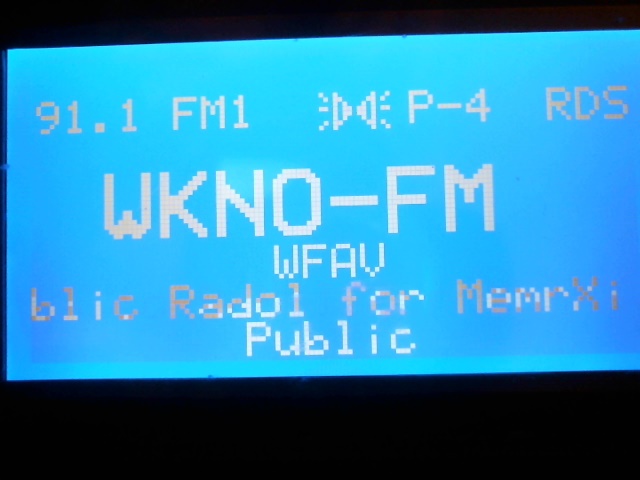 91.1 FM1 P-4 RDS
WKNO-FM
WFAV
blic Radol for MemrXi
Public